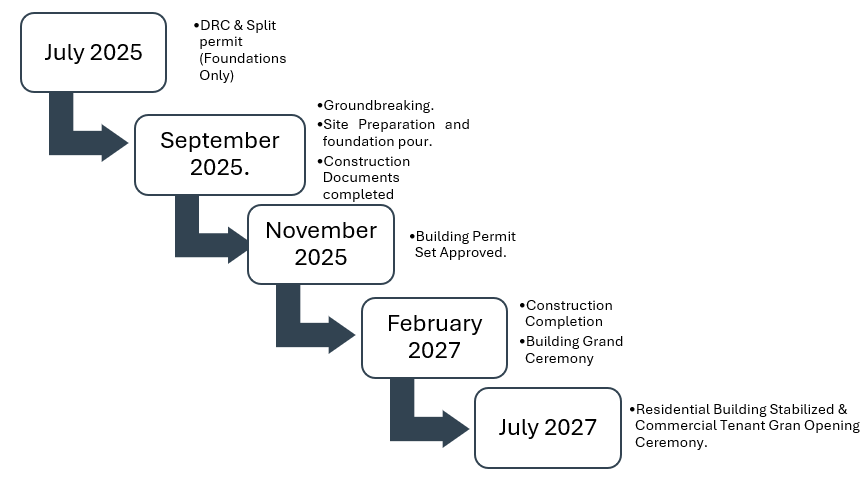 July 2025
•DRC & Split
permit
(Foundations
Only)
September
2025.
•Groundbreaking.
•Site Preparation and
foundation pour.
•Construction
Documents
completed
November
2025
•Building Permit
Set Approved.
February
2027
•Construction
Completion
•Building Grand
Ceremony
July 2027
•Residential Building Stabilized &
Commercial Tenant Gran Opening
Ceremony.